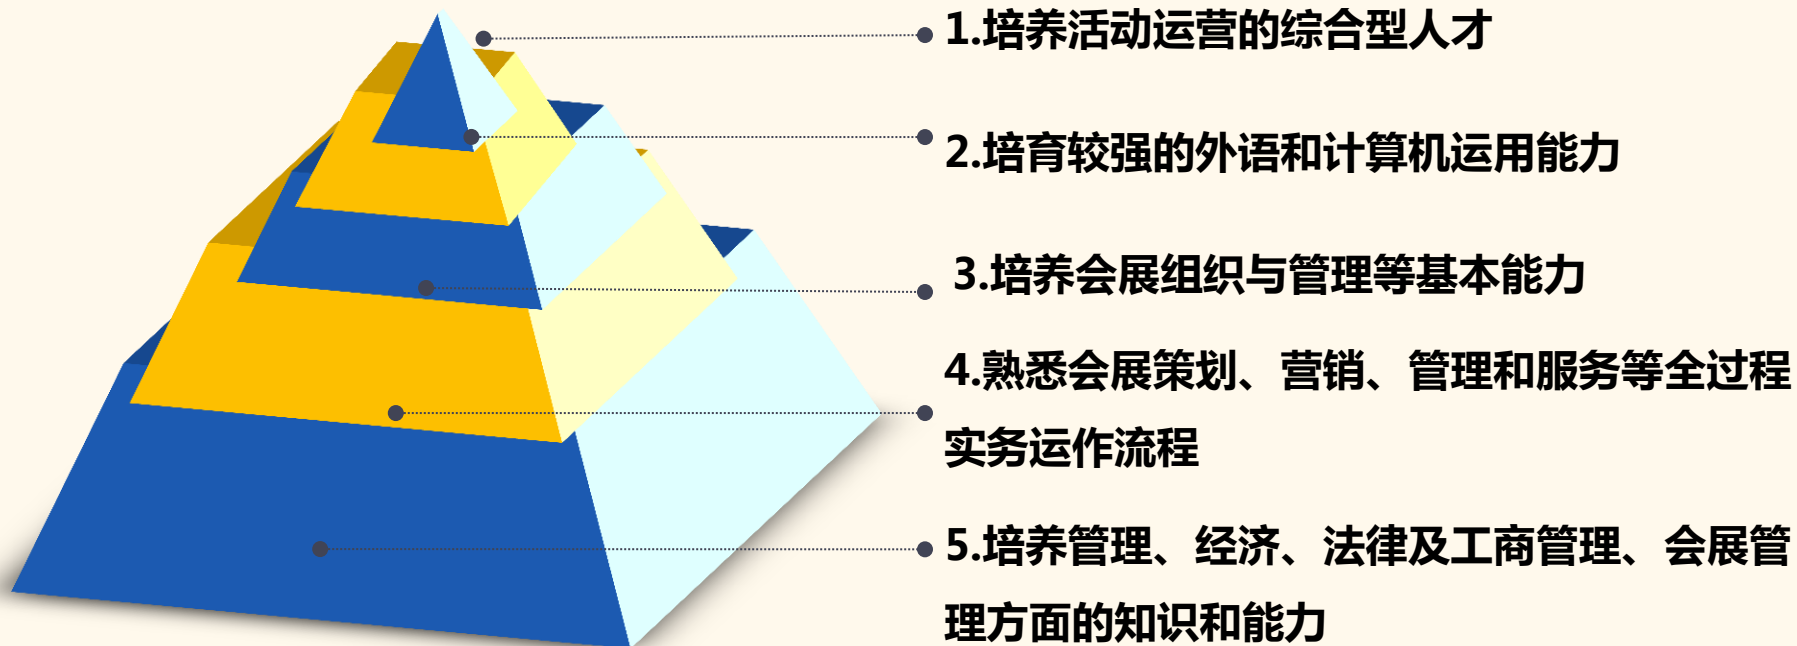 1.培养活动运营的综合型人才
2.培育较强的外语和计算机运用能力
3.培养会展组织与管理等基本能力
4.熟悉会展策划、营销、管理和服务等全过程
实务运作流程
5.培养管理、经济、法律及工商管理、会展管
理方面的知识和能力